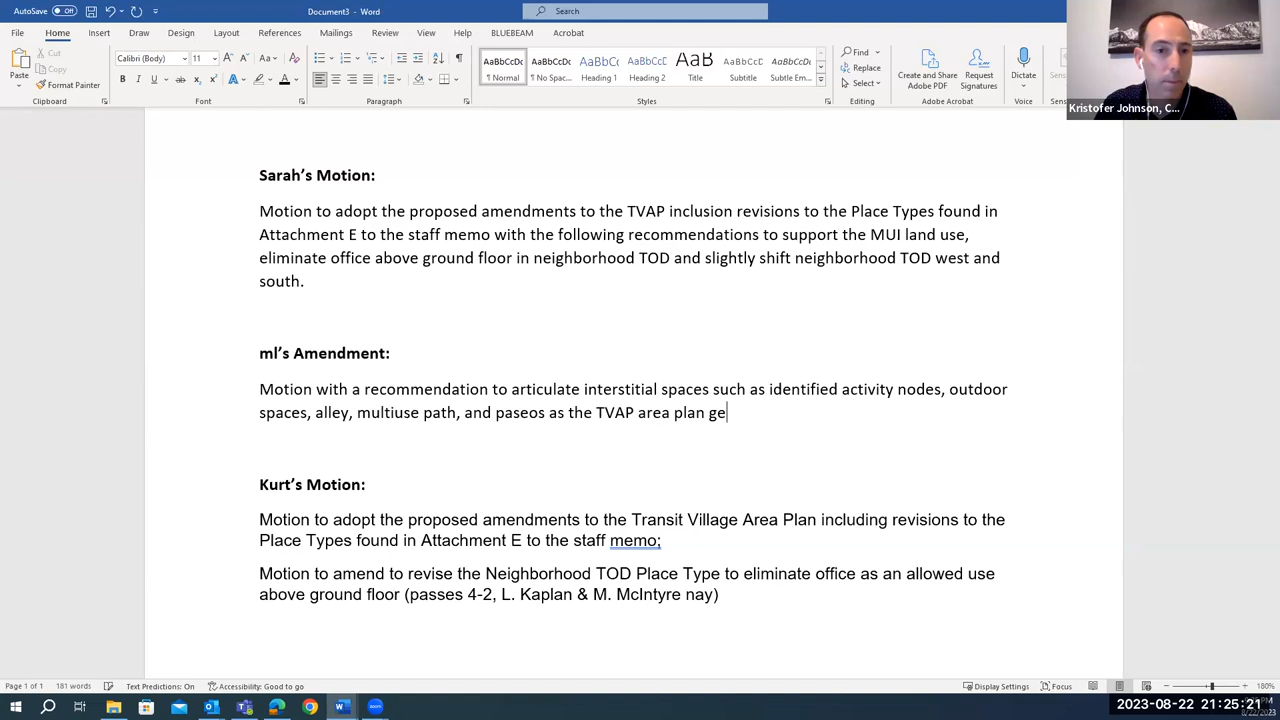 AutoSave Off
Document3 - Word
Search
File Home Insert Draw Design Layout References Mailings Review View Help BLUEBEAM Acrobat
Paste
Cut
Copy
Format Painter
Clipboard
Calibri (Body) 11
Font
Paragraph
AaBbCcDc AaBbCcDc AaBbC AaBbCc AaB AaBbCcD AaBbCcDc
¶ Normal ¶ No Spac... Heading 1 Heading 2 Title Subtitle Subtle Em...
Styles
Find
Replace
Select
Editing
Create and Share Adobe PDF
Request Signatures
Adobe Acrobat
Dictate
Voice
Kristofer Johnson, C...
Sarah's Motion:
Motion to adopt the proposed amendments to the TVAP inclusion revisions to the Place Types found in
Attachment E to the staff memo with the following recommendations to support the MUI land use,
eliminate office above ground floor in neighborhood TOD and slightly shift neighborhood TOD west and
south.
ml's Amendment:
Motion with a recommendation to articulate interstitial spaces such as identified activity nodes, outdoor
spaces, alley, multiuse path, and paseos as the TVAP area plan ge
Kurt's Motion:
Motion to adopt the proposed amendments to the Transit Village Area Plan including revisions to the
Place Types found in Attachment E to the staff memo;
Motion to amend to revise the Neighborhood TOD Place Type to eliminate office as an allowed use
above ground floor (passes 4-2, L. Kaplan & M. McIntyre nay)
Page 1 of 1 181 words Text Predictions: On Accessibility: Good to go
Display Settings Focus 180%
2023-08-22 21:25:21